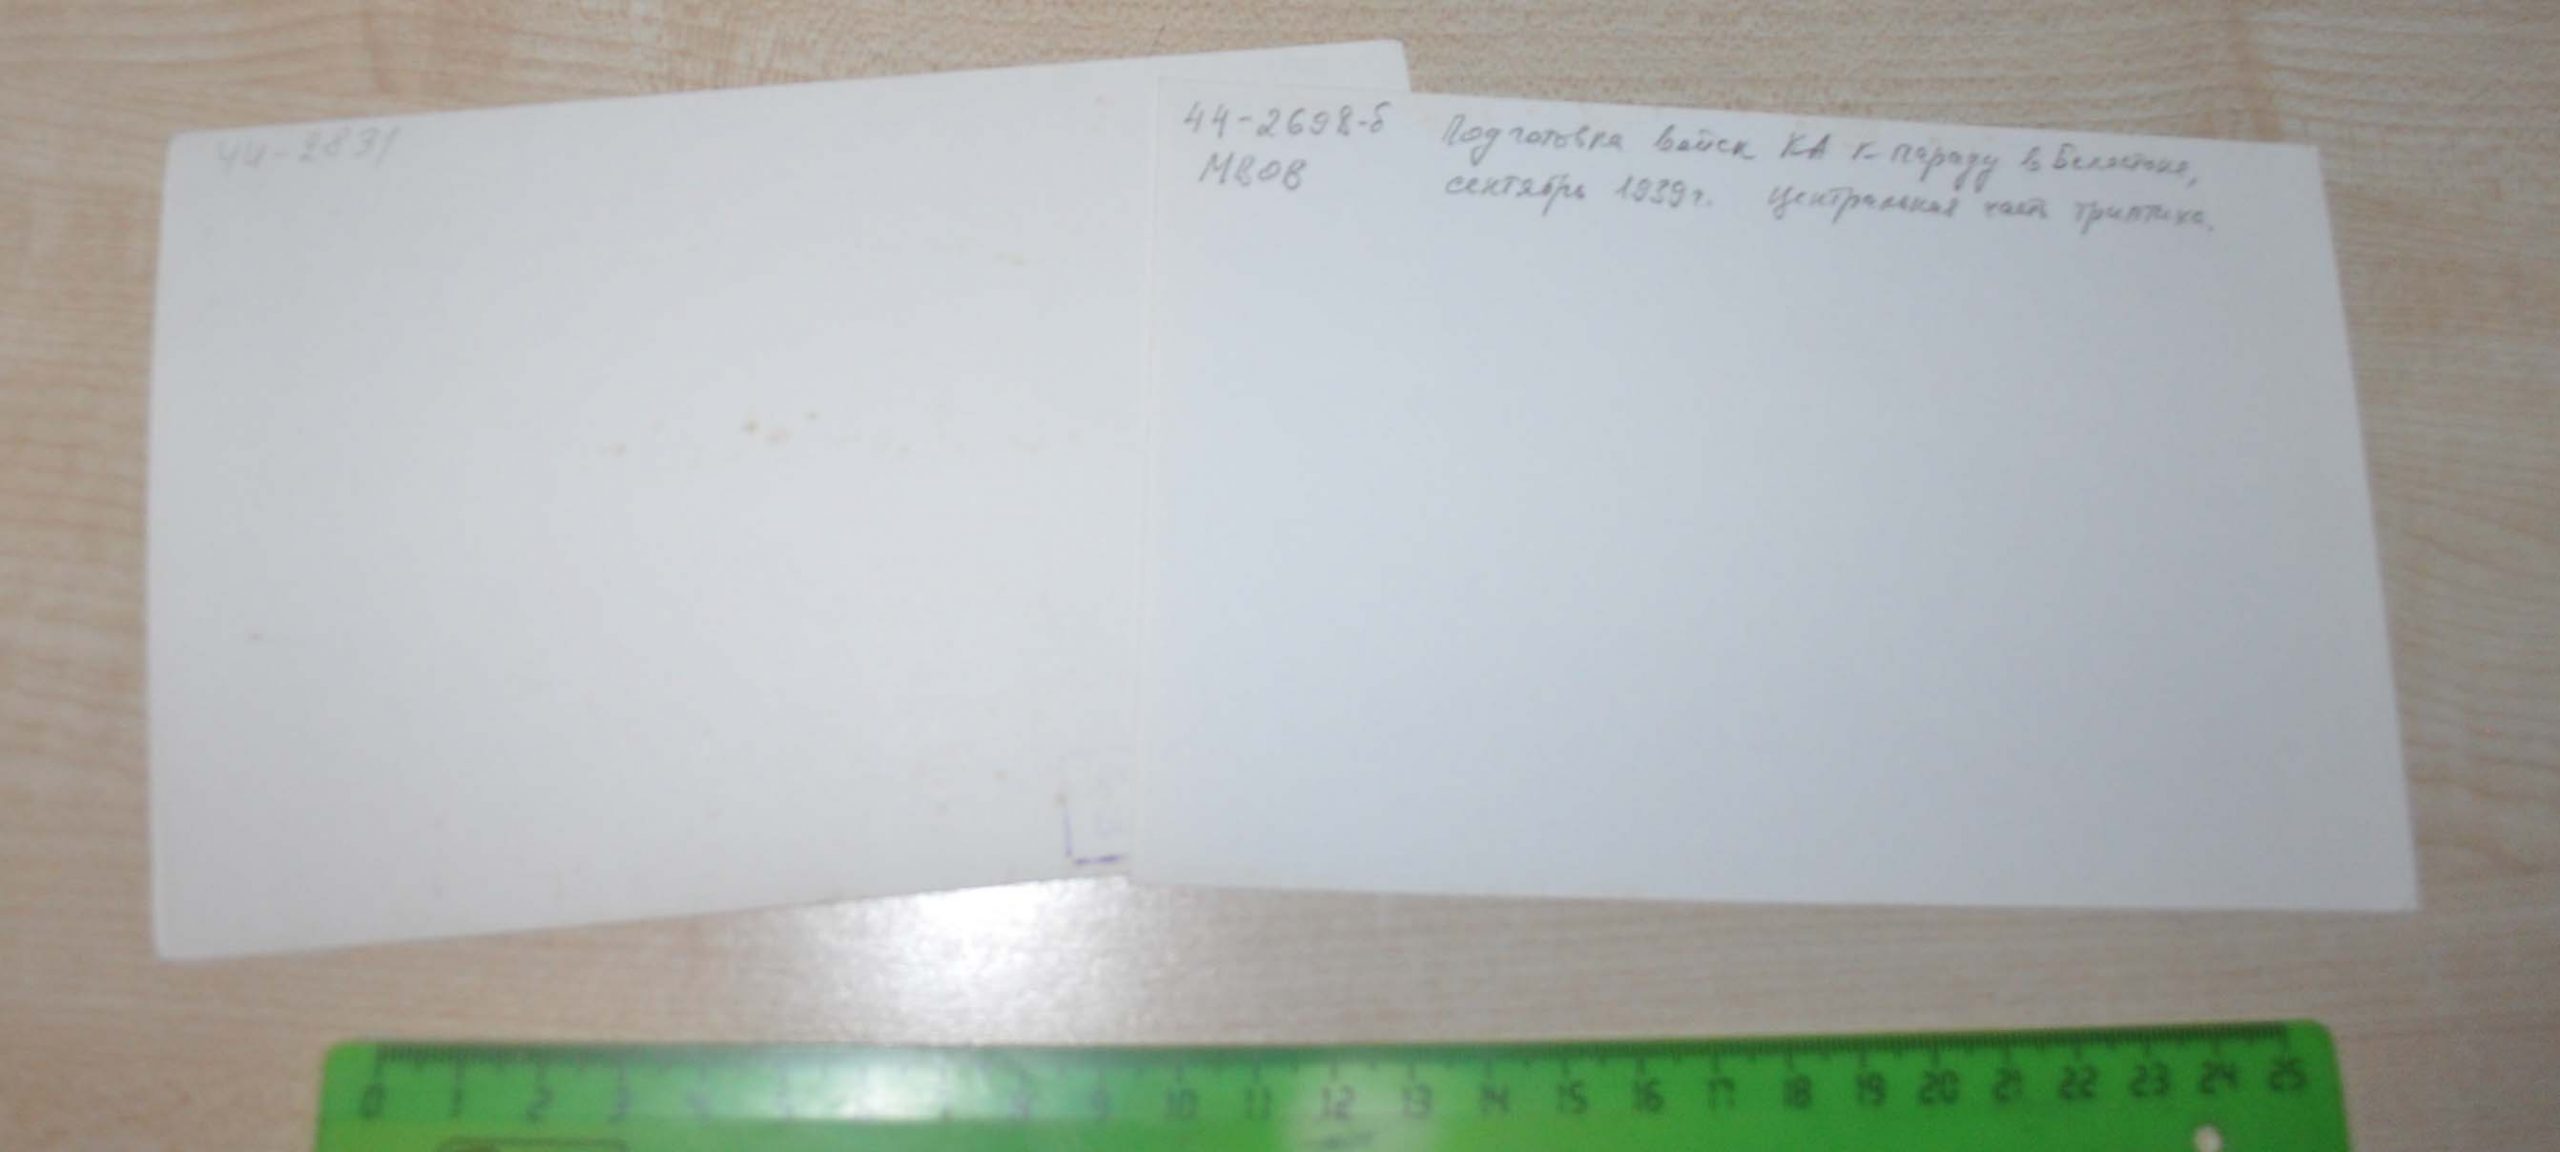 44-2831
44-2698-б Подготовка войск КА к параду в Белостоке,
МВОВ сентябрь 1939г. Центральная часть триптиха.
0 1 2 3 4 5 7 8 9 10 11 12 13 14 15 16 17 18 19 20 21 22 23 24 25